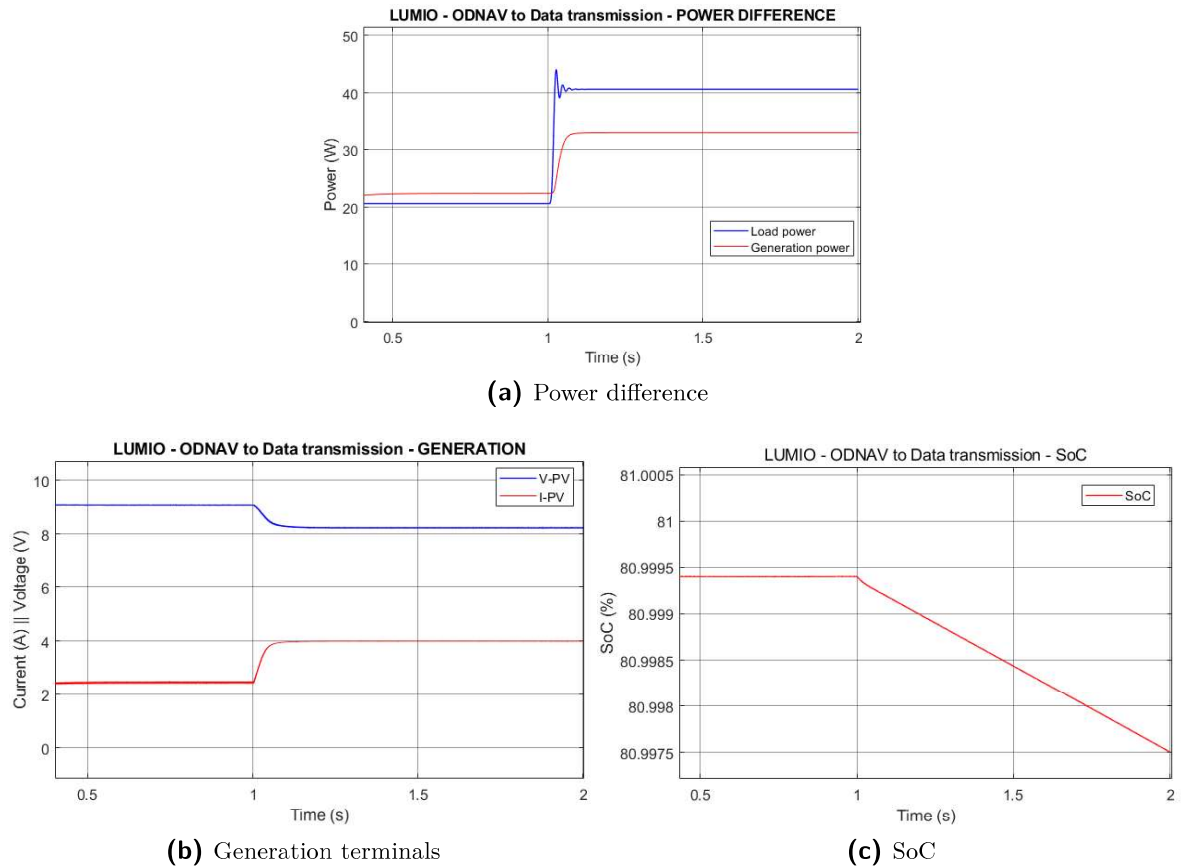 LUMIO - ODNAV to Data transmission - POWER DIFFERENCE
50
40
30
20
10
0
Power (W)
0.5
1
1.5
2
Time (s)
Load power
Generation power
(a) Power difference
LUMIO - ODNAV to Data transmission - GENERATION
10
8
6
4
2
0
Current (A) || Voltage (V)
0.5
1
1.5
2
Time (s)
V-PV
I-PV
(b) Generation terminals
LUMIO - ODNAV to Data transmission - SoC
81.0005
81
80.9995
80.999
80.9985
80.998
80.9975
SoC (%)
0.5
1
1.5
2
Time (s)
SoC
(c) SoC